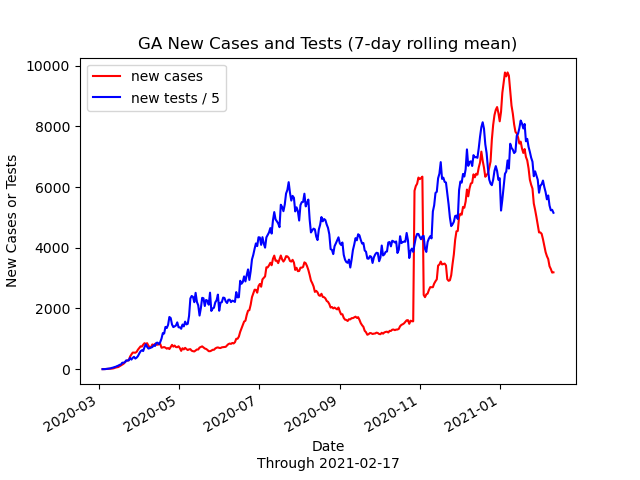 GA New Cases and Tests (7-day rolling mean)
new cases
new tests / 5
New Cases or Tests
10000
8000
6000
4000
2000
0
2020-03
2020-05
2020-07
2020-09
2020-11
2021-01
Date
Through 2021-02-17